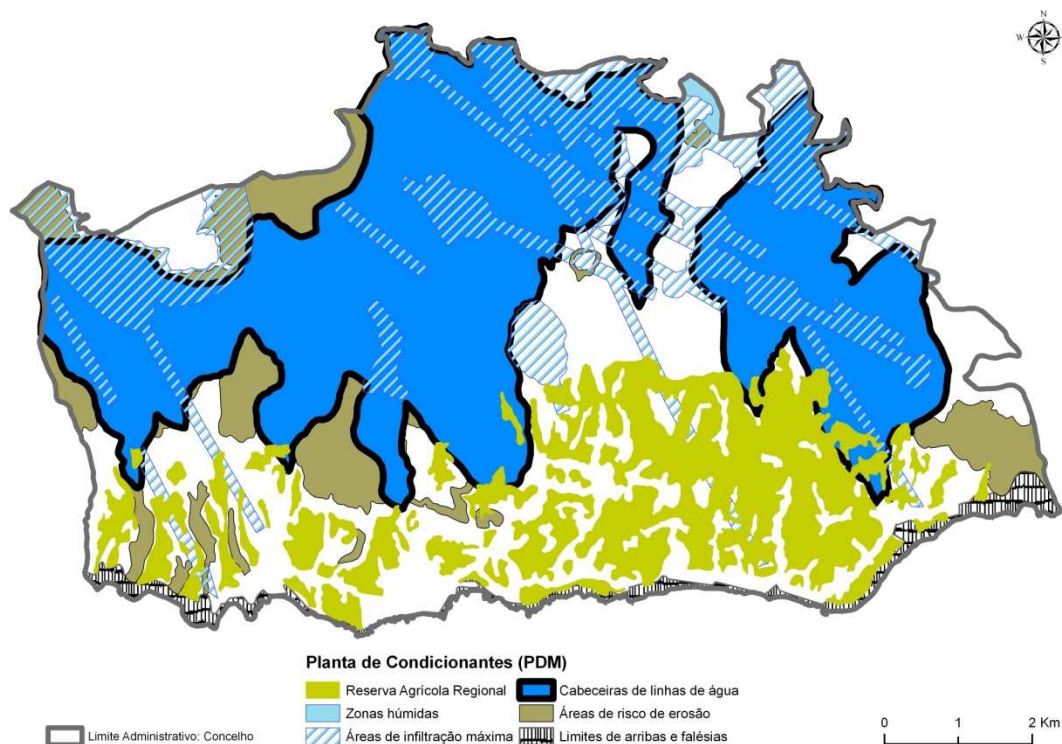 N
W E
S
Planta de Condicionantes (PDM)
Reserva Agrícola Regional
Cabeceiras de linhas de água
Zonas húmidas
Áreas de risco de erosão
Limite Administrativo: Concelho
Áreas de infiltração máxima
Limites de arribas e falésias
0 1 2 Km